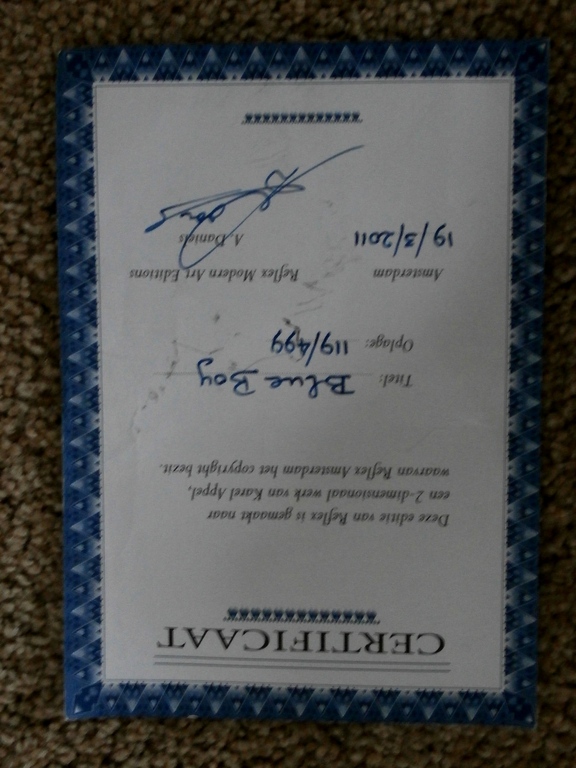 CERTIFICAAT
Deze editie van Reflex is gemaakt naar
een 2-dimensionaal werk van Karel Appel,
waarvan Reflex Amsterdam het copyright bezit.
Titel: Blue Boy
Oplage: 119/499
Amsterdam Reflex Modern Art Editions
19/3/2011 A. Daniels